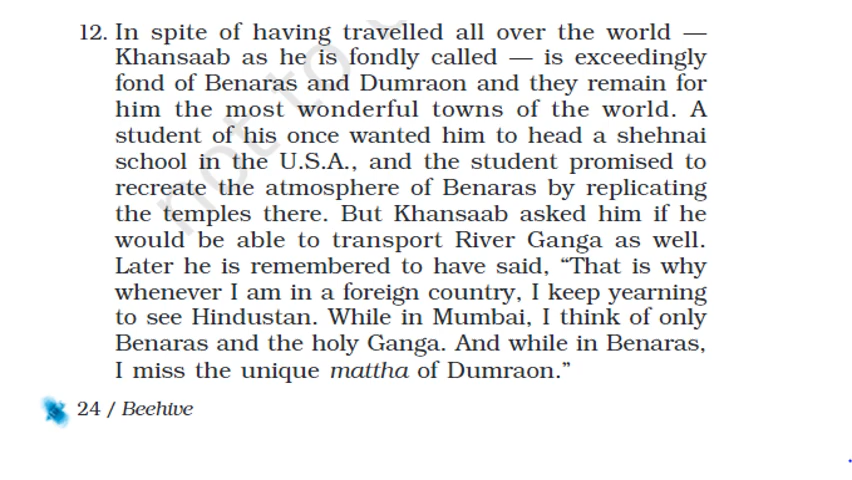 12. In spite of having travelled all over the world —
Khansaab as he is fondly called — is exceedingly
fond of Benaras and Dumraon and they remain for
him the most wonderful towns of the world. A
student of his once wanted him to head a shehnai
school in the U.S.A., and the student promised to
recreate the atmosphere of Benaras by replicating
the temples there. But Khansaab asked him if he
would be able to transport River Ganga as well.
Later he is remembered to have said, “That is why
whenever I am in a foreign country, I keep yearning
to see Hindustan. While in Mumbai, I think of only
Benaras and the holy Ganga. And while in Benaras,
I miss the unique mattha of Dumraon.”
24 / Beehive
not to